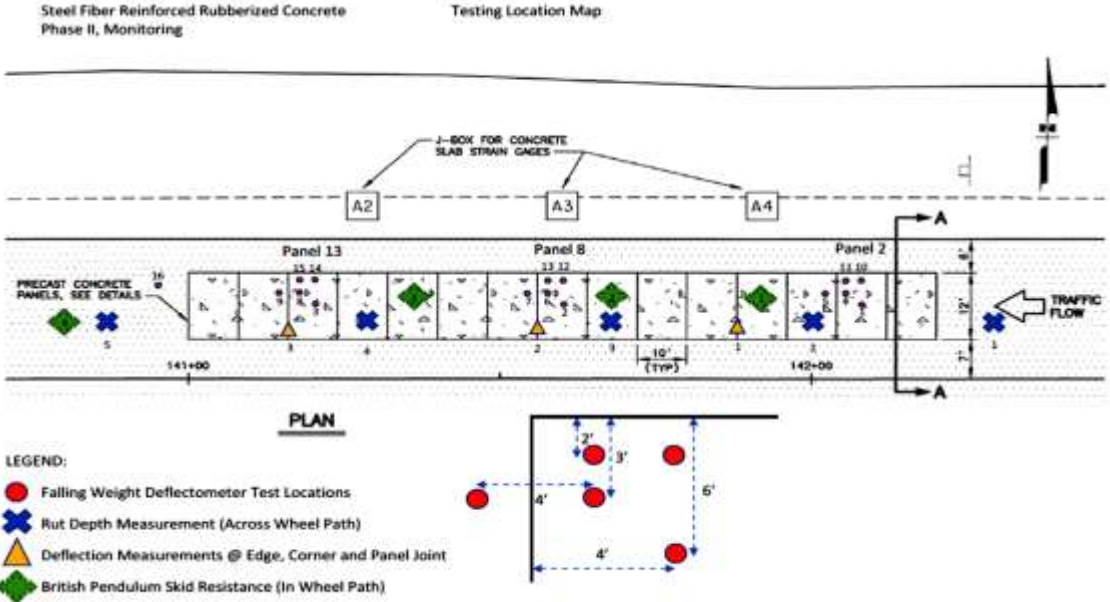 Steel Fiber Reinforced Rubberized Concrete
Phase II, Monitoring
Testing Location Map
J-BOX FOR CONCRETE
SLAB STRAIN GAGES
A2
A3
A4
A
Panel 13
Panel 8
Panel 2
16
15 14
13 12
11 10
PRECAST CONCRETE
PANELS, SEE DETAILS
12'
TRAFFIC
FLOW
5
3
4
2
3
1
2
1
10'
(TYP)
7'
141+00
142+00
A
PLAN
2'
3'
4'
6'
4'
LEGEND:
Falling Weight Deflectometer Test Locations
Rut Depth Measurement (Across Wheel Path)
Deflection Measurements @ Edge, Corner and Panel Joint
British Pendulum Skid Resistance (In Wheel Path)